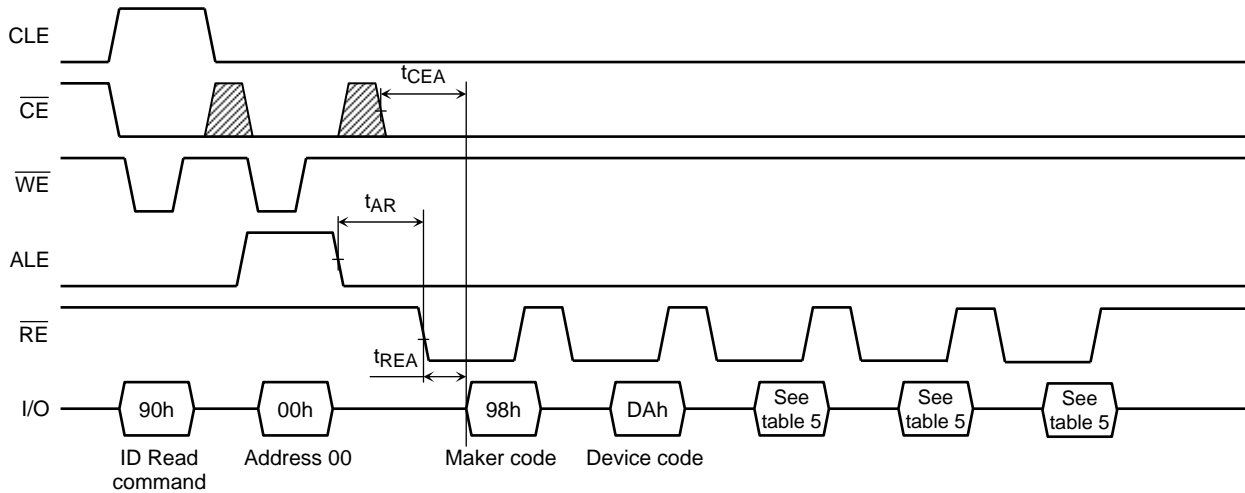 CLE
tCEA
CE
WE
tAR
ALE
RE
tREA
I/O
90h
00h
98h
DAh
See
table 5
See
table 5
See
table 5
ID Read
command
Address 00
Maker code
Device code